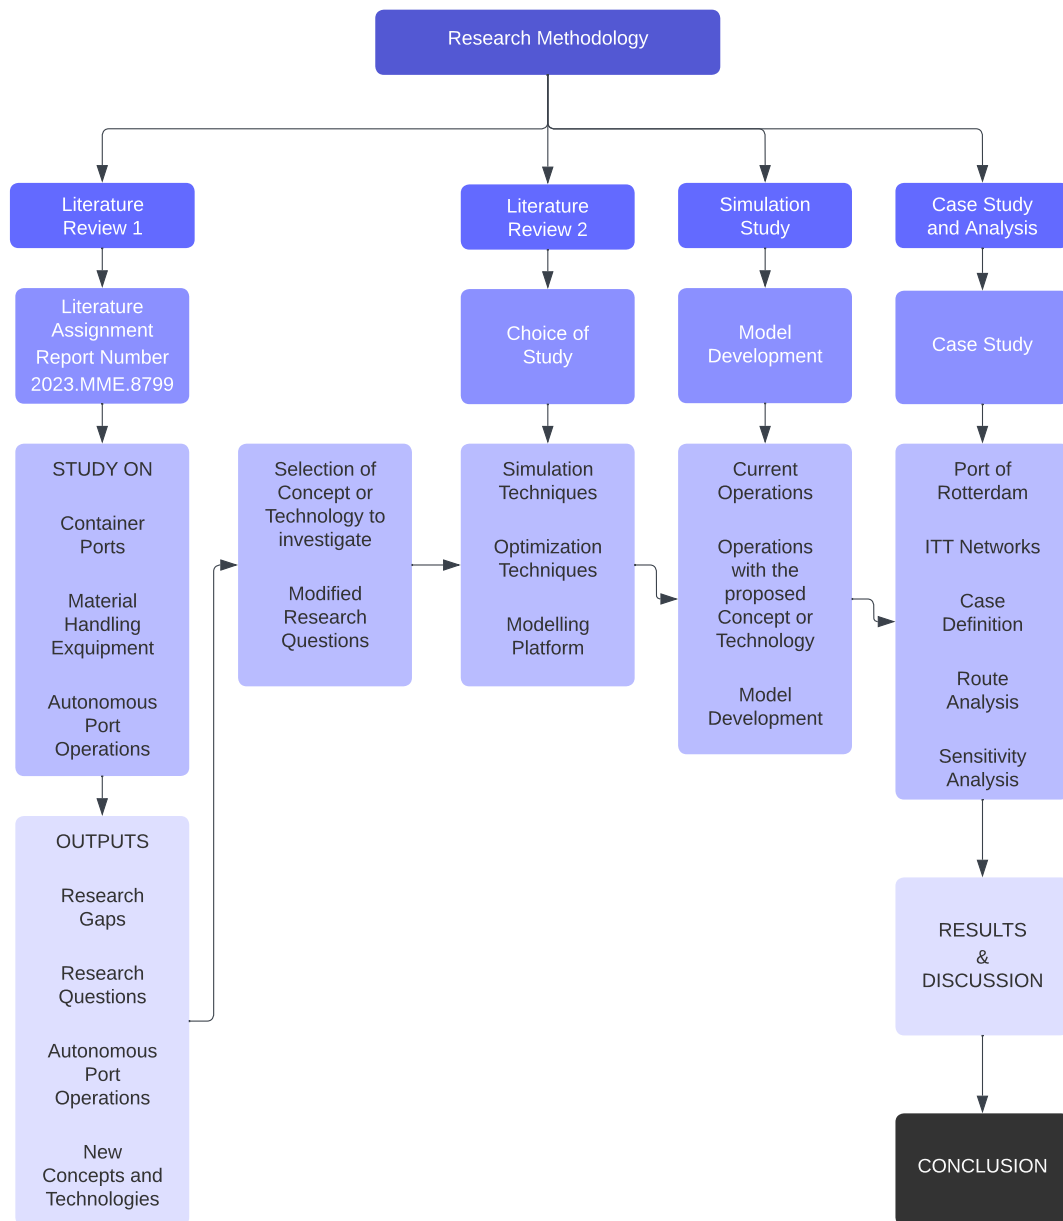 Research Methodology
Literature
Review 1
Literature
Review 2
Simulation
Study
Case Study
and Analysis
Literature
Assignment
Report Number
2023.MME.8799
Choice of
Study
Model
Development
Case Study
STUDY ON
Container
Ports
Material
Handling
Exquipment
Autonomous
Port
Operations
Selection of
Concept or
Technology to
investigate
Modified
Research
Questions
Simulation
Techniques
Optimization
Techniques
Modelling
Platform
Current
Operations
Operations
with the
proposed
Concept or
Technology
Model
Development
Port of
Rotterdam
ITT Networks
Case
Definition
Route
Analysis
Sensitivity
Analysis
OUTPUTS
Research
Gaps
Research
Questions
Autonomous
Port
Operations
New
Concepts and
Technologies
RESULTS
&
DISCUSSION
CONCLUSION